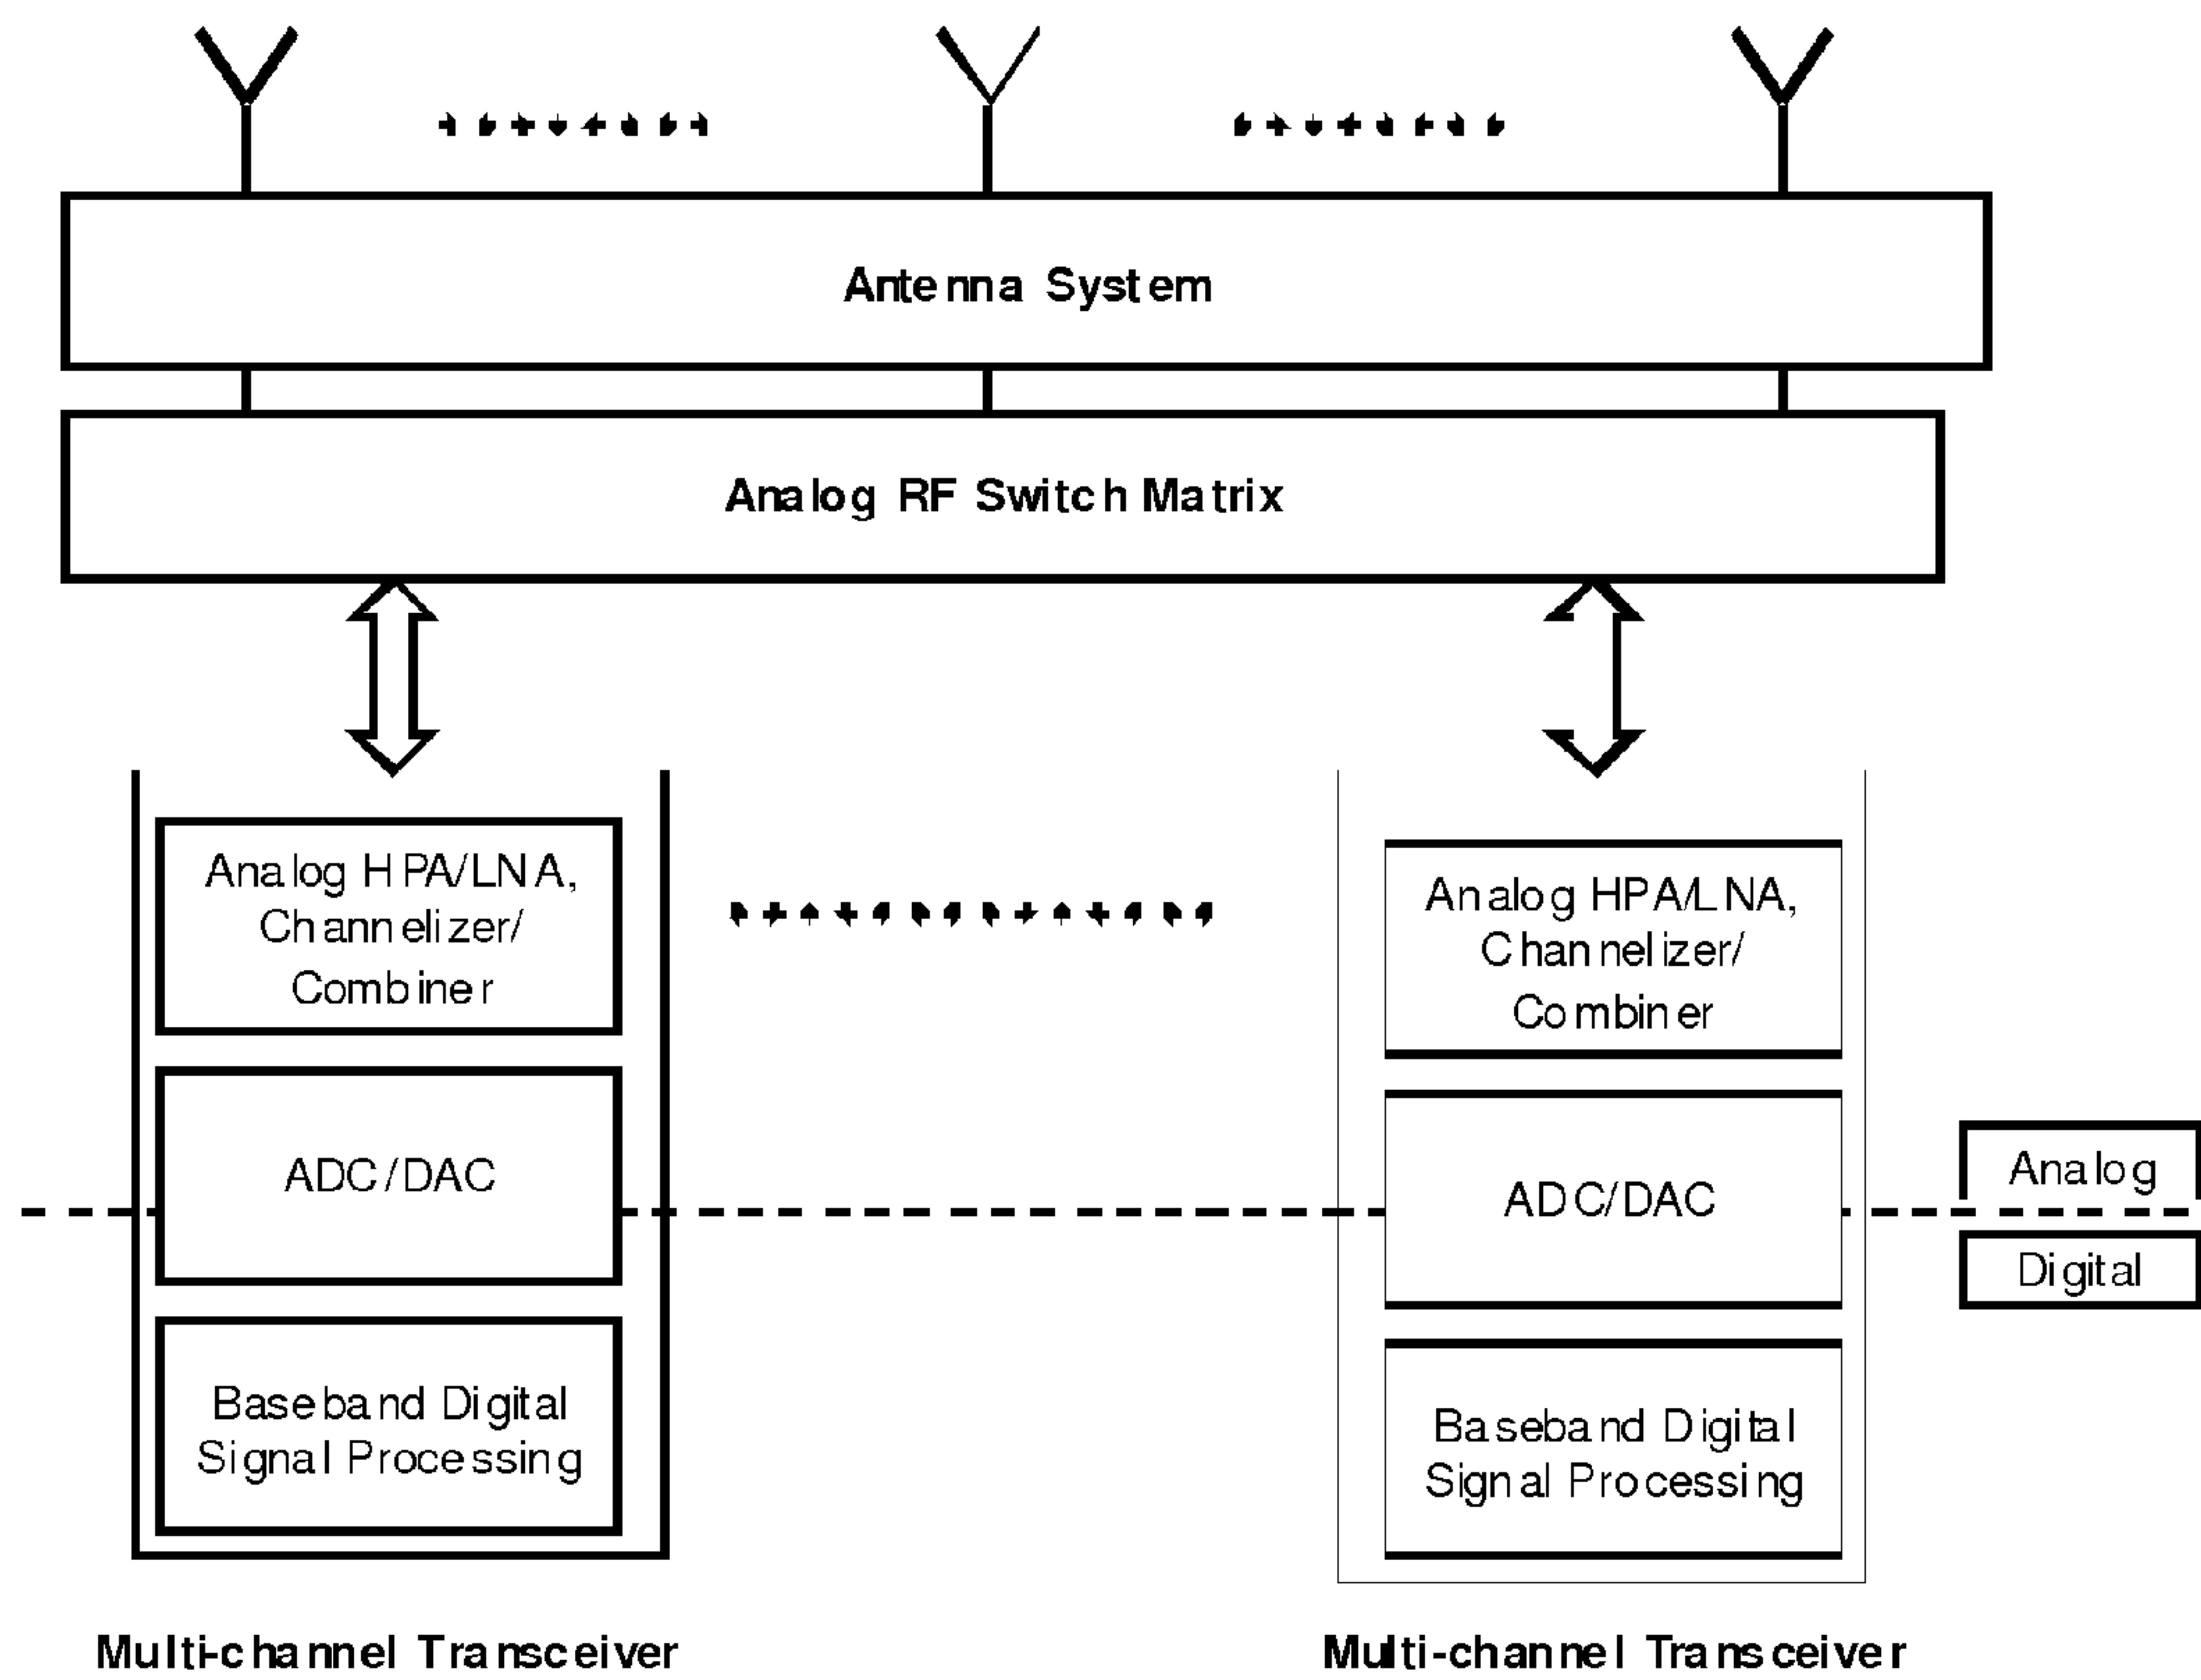 Antenna System
Analog RF Switch Matrix
Analog HPA/LNA,
Channelizer/
Combiner
ADC/DAC
Baseband Digital
Signal Processing
Multi-channel Transceiver
Analog HPA/LNA,
Channelizer/
Combiner
ADC/DAC
Baseband Digital
Signal Processing
Multi-channel Transceiver
Analog
Digital